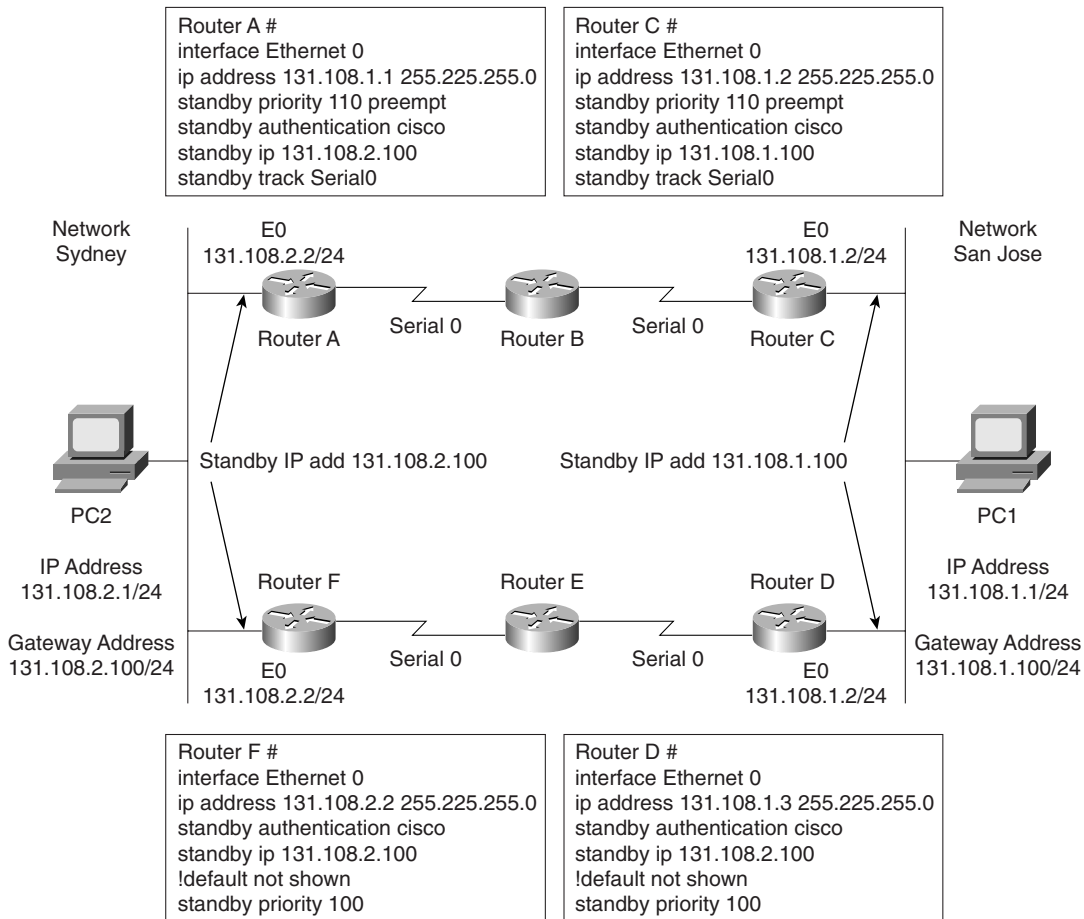 Router A #
interface Ethernet 0
ip address 131.108.1.1 255.225.255.0
standby priority 110 preempt
standby authentication cisco
standby ip 131.108.2.100
standby track Serial0
Router C #
interface Ethernet 0
ip address 131.108.1.2 255.225.255.0
standby priority 110 preempt
standby authentication cisco
standby ip 131.108.1.100
standby track Serial0
Network
Sydney
E0
131.108.2.2/24
E0
131.108.1.2/24
Network
San Jose
Router A
Serial 0
Router B
Serial 0
Router C
Standby IP add 131.108.2.100
Standby IP add 131.108.1.100
PC2
PC1
IP Address
131.108.2.1/24
Gateway Address
131.108.2.100/24
Router F
Router E
Router D
IP Address
131.108.1.1/24
Gateway Address
131.108.1.100/24
Serial 0
Serial 0
E0
131.108.2.2/24
E0
131.108.1.2/24
Router F #
interface Ethernet 0
ip address 131.108.2.2 255.225.255.0
standby authentication cisco
standby ip 131.108.2.100
!default not shown
standby priority 100
Router D #
interface Ethernet 0
ip address 131.108.1.3 255.225.255.0
standby authentication cisco
standby ip 131.108.2.100
!default not shown
standby priority 100